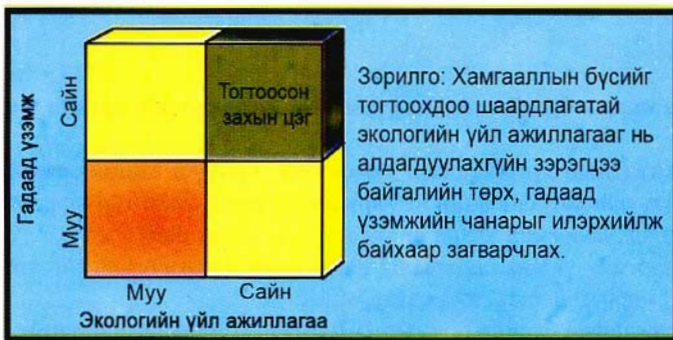 Гадаад үзэмж
Сайн
Муу
Тогтоосон
захын цэг
Муу
Сайн
Экологийн үйл ажиллагаа
Зорилго: Хамгааллын бүсийг
тогтоохдоо шаардлагатай
экологийн үйл ажиллагааг нь
алдагдуулахгүйн зэрэгцээ
байгалийн төрх, гадаад
үзэмжийн чанарыг илэрхийлж
байхаар загварчлах.